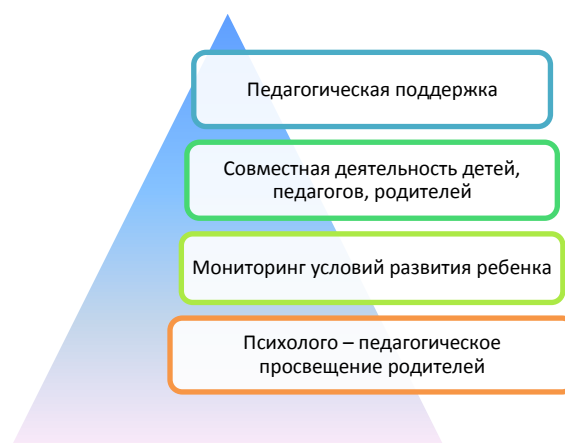 Педагогическая поддержка
Совместная деятельность детей,
педагогов, родителей
Мониторинг условий развития ребенка
Психолого – педагогическое
просвещение родителей